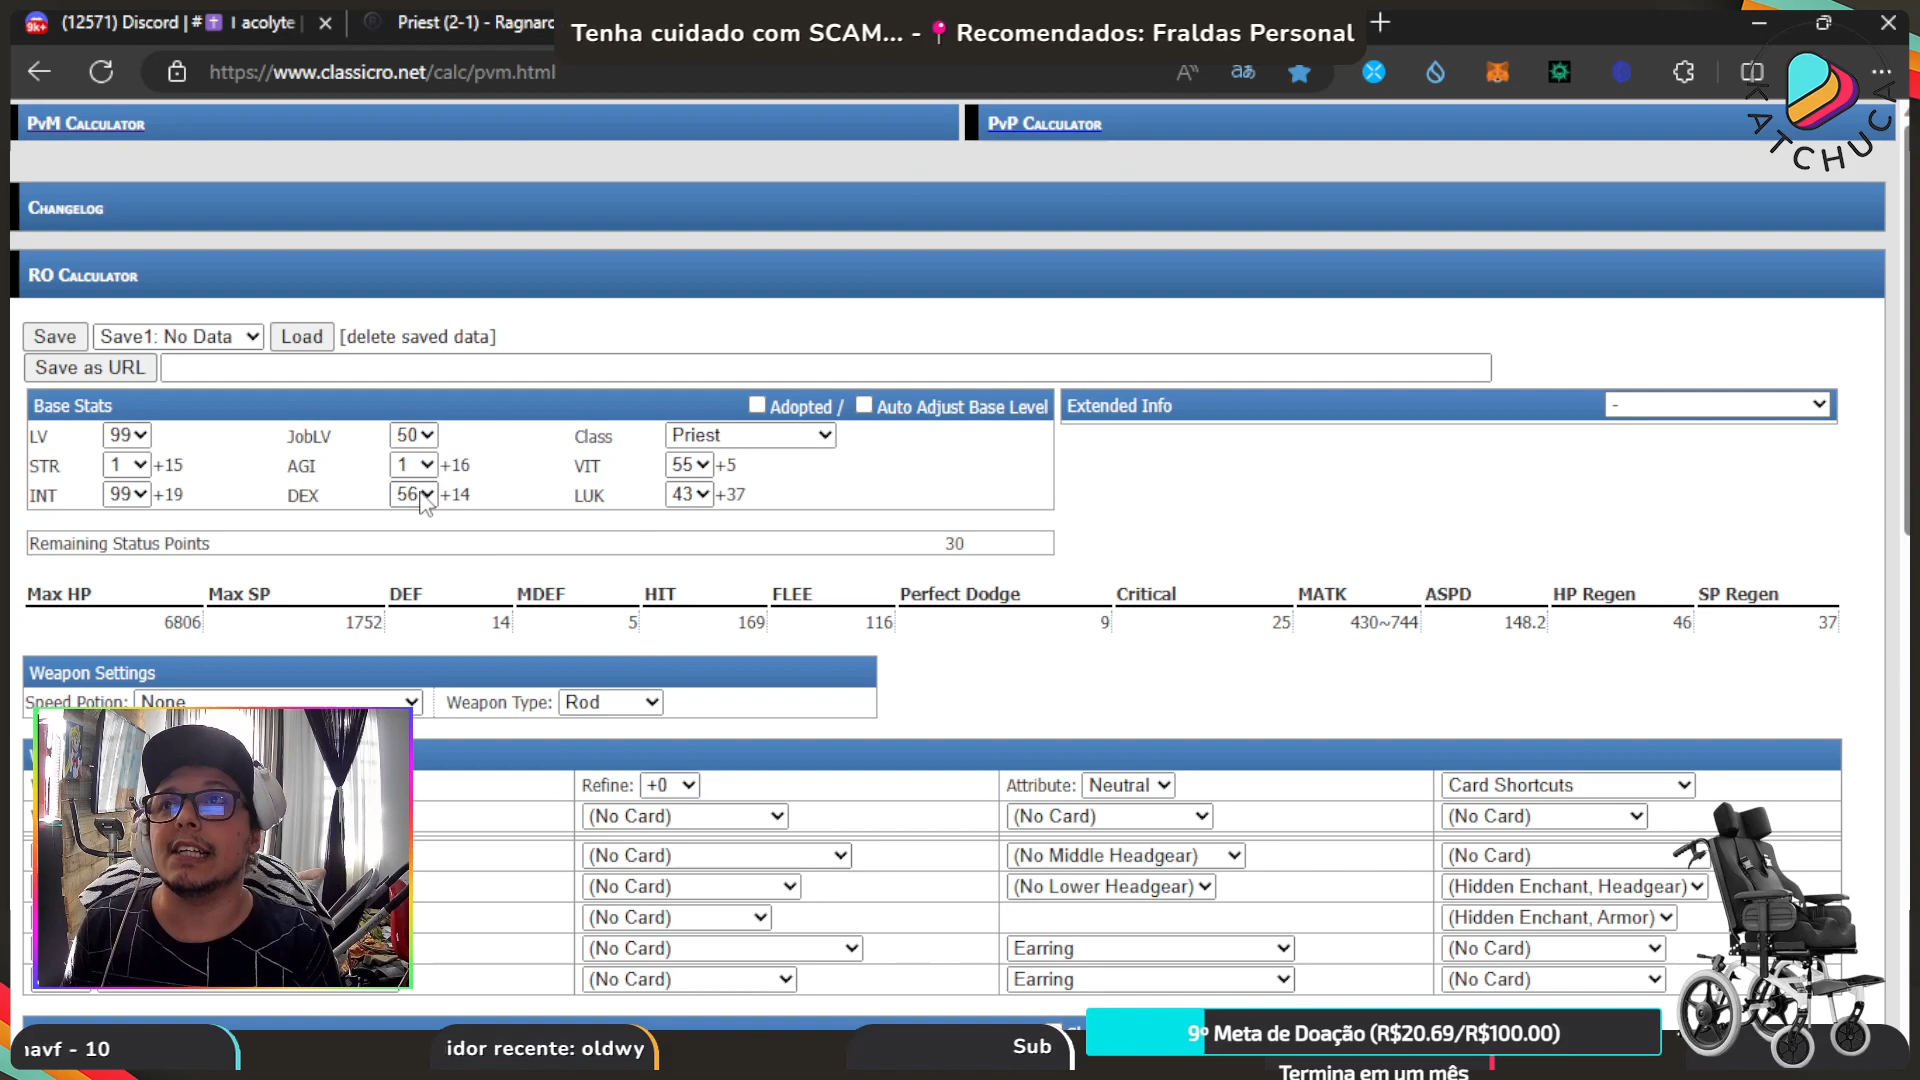 (12571) Discord | #✝ | acolyte |
Priest (2-1) - Ragnaro
Tenha cuidado com SCAM... - 📍 Recomendados: Fraldas Personal
https://www.classicro.net/calc/pvm.html
KATCHUCA
PvM Calculator
PvP Calculator
Changelog
RO Calculator
Save Save1: No Data Load [delete saved data]
Save as URL
Base Stats Adopted / Auto Adjust Base Level
Extended Info -
LV 99 JobLV 50 Class Priest
STR 1 +15 AGI 1 +16 VIT 55 +5
INT 99 +19 DEX 56 +14 LUK 43 +37
Remaining Status Points 30
Max HP Max SP DEF MDEF HIT FLEE Perfect Dodge Critical MATK ASPD HP Regen SP Regen
6806 1752 14 5 169 116 9 25 430~744 148.2 46 37
Weapon Settings
Speed Potion: None Weapon Type: Rod
Refine: +0 Attribute: Neutral Card Shortcuts
(No Card) (No Card) (No Card)
(No Card) (No Middle Headgear) (No Card)
(No Card) (No Lower Headgear) (Hidden Enchant, Headgear)
(No Card) (Hidden Enchant, Armor)
(No Card) Earring (No Card)
(No Card) Earring (No Card)
navf - 10
idor recente: oldwy
Sub
9º Meta de Doação (R$20.69/R$100.00)
Termina em um mês